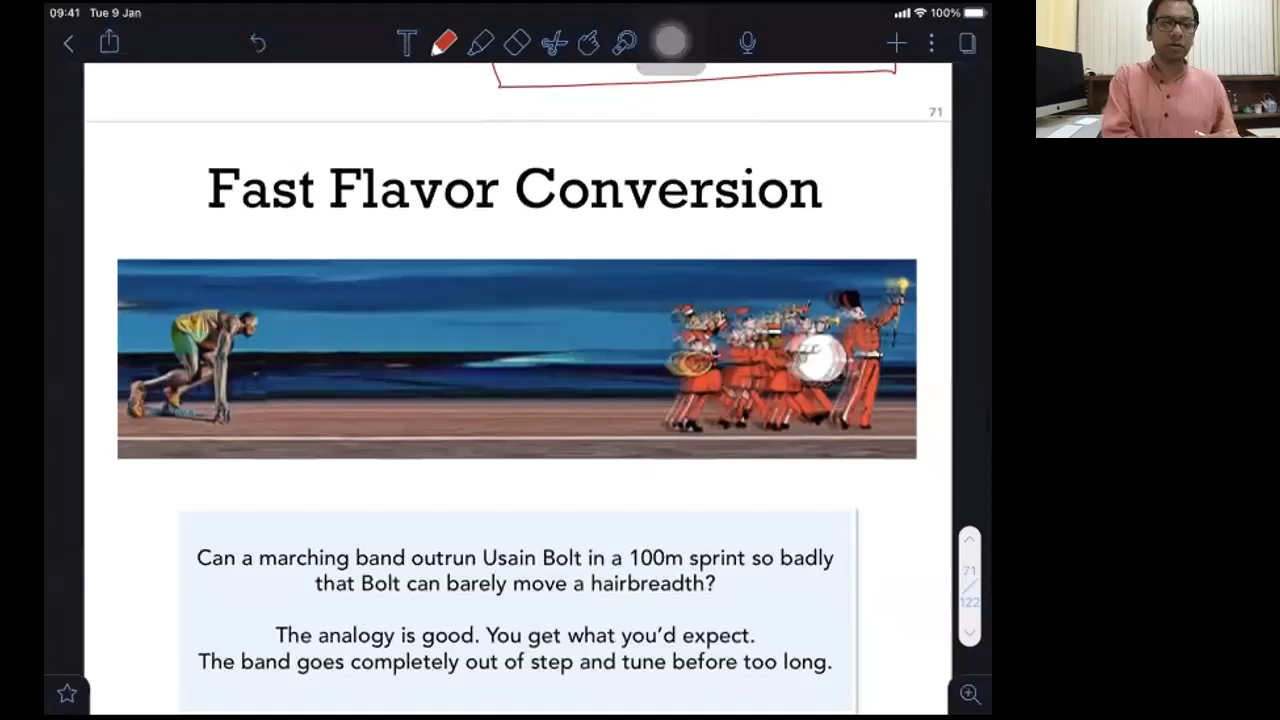 09:41 Tue 9 Jan
100%
T
71
Fast Flavor Conversion
Can a marching band outrun Usain Bolt in a 100m sprint so badly
that Bolt can barely move a hairbreadth?
The analogy is good. You get what you'd expect.
The band goes completely out of step and tune before too long.
71
122